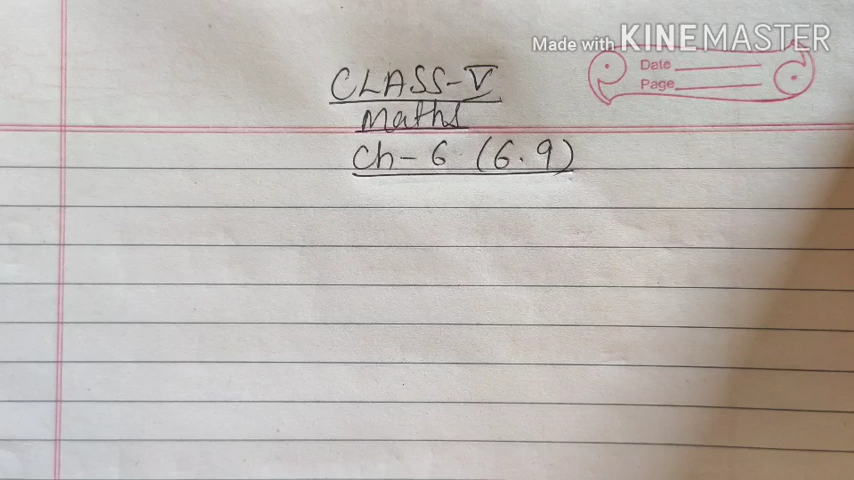 Made with KINEMASTER
Date
Page
CLASS-V
Maths
Ch-6 (6.9)